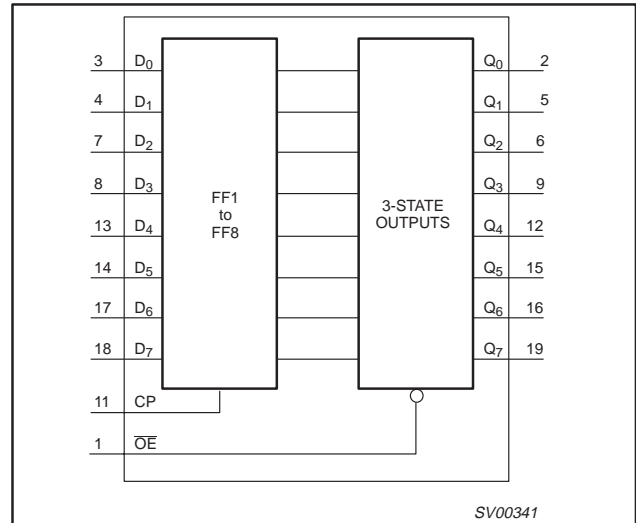 3 D0 Q0 2
4 D1 Q1 5
7 D2 Q2 6
8 D3 Q3 9
FF1
to
FF8
3-STATE
OUTPUTS
13 D4 Q4 12
14 D5 Q5 15
17 D6 Q6 16
18 D7 Q7 19
11 CP
1 O̅E̅
SV00341